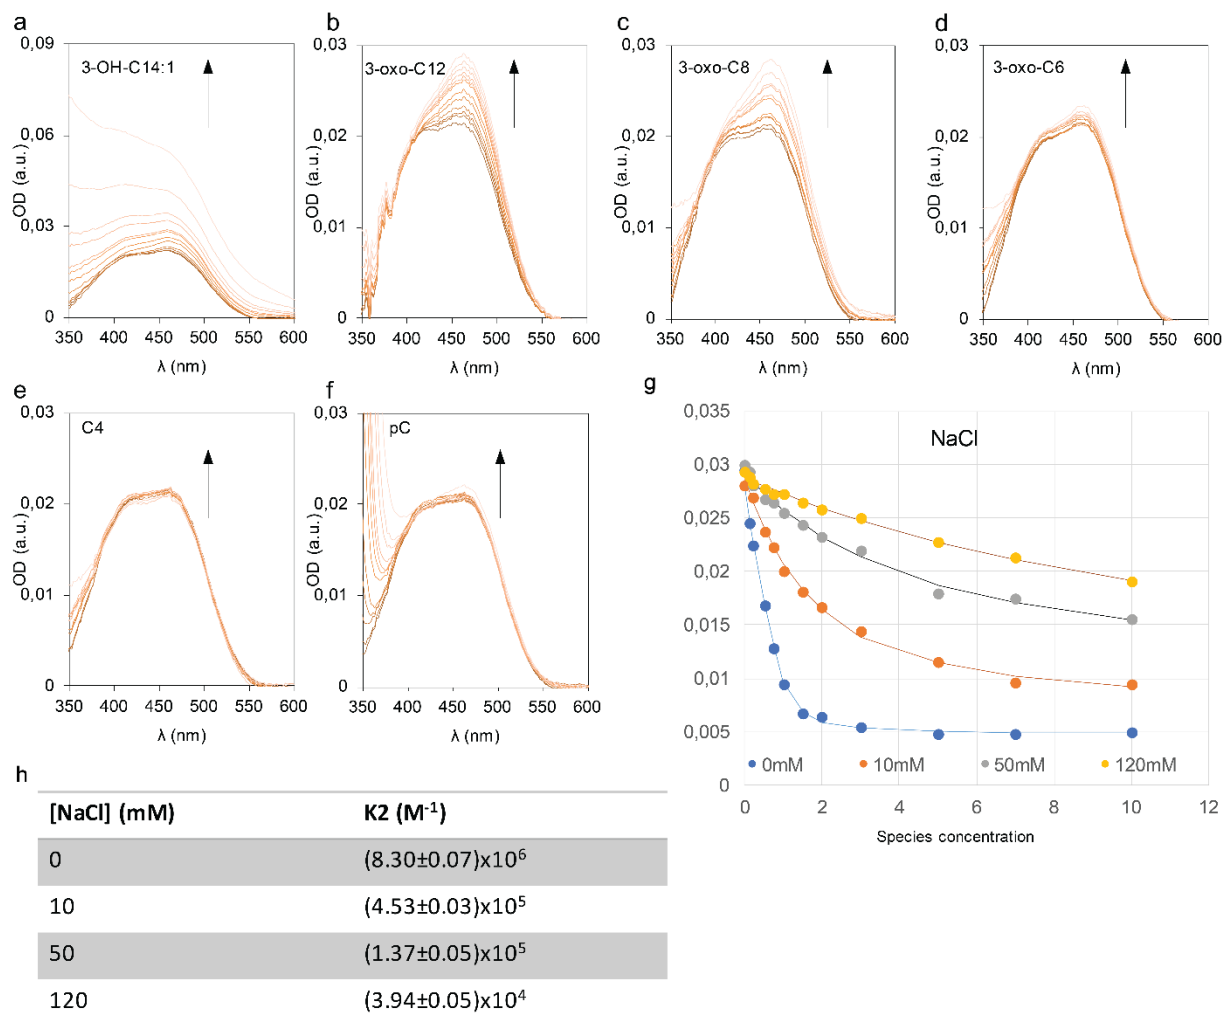 a
0,09
3-OH-C14:1
0,06
OD (a.u.)
0,03
0
350 400 450 500 550 600
λ (nm)
b
0,03
3-oxo-C12
0,02
OD (a.u.)
0,01
0
350 400 450 500 550 600
λ (nm)
c
0,03
3-oxo-C8
0,02
OD (a.u.)
0,01
0
350 400 450 500 550 600
λ (nm)
d
0,03
3-oxo-C6
0,02
OD (a.u.)
0,01
0
350 400 450 500 550 600
λ (nm)
e
0,03
C4
0,02
OD (a.u.)
0,01
0
350 400 450 500 550 600
λ (nm)
f
0,03
pC
0,02
OD (a.u.)
0,01
0
350 400 450 500 550 600
λ (nm)
g
0,035
NaCl
0,03
0,025
0,02
0,015
0,01
0,005
0mM 10mM 50mM 120mM
0
0 2 4 6 8 10 12
Species concentration
h
[NaCl] (mM) K2 (M⁻¹)
0 (8.30±0.07)x10⁶
10 (4.53±0.03)x10⁵
50 (1.37±0.05)x10⁵
120 (3.94±0.05)x10⁴